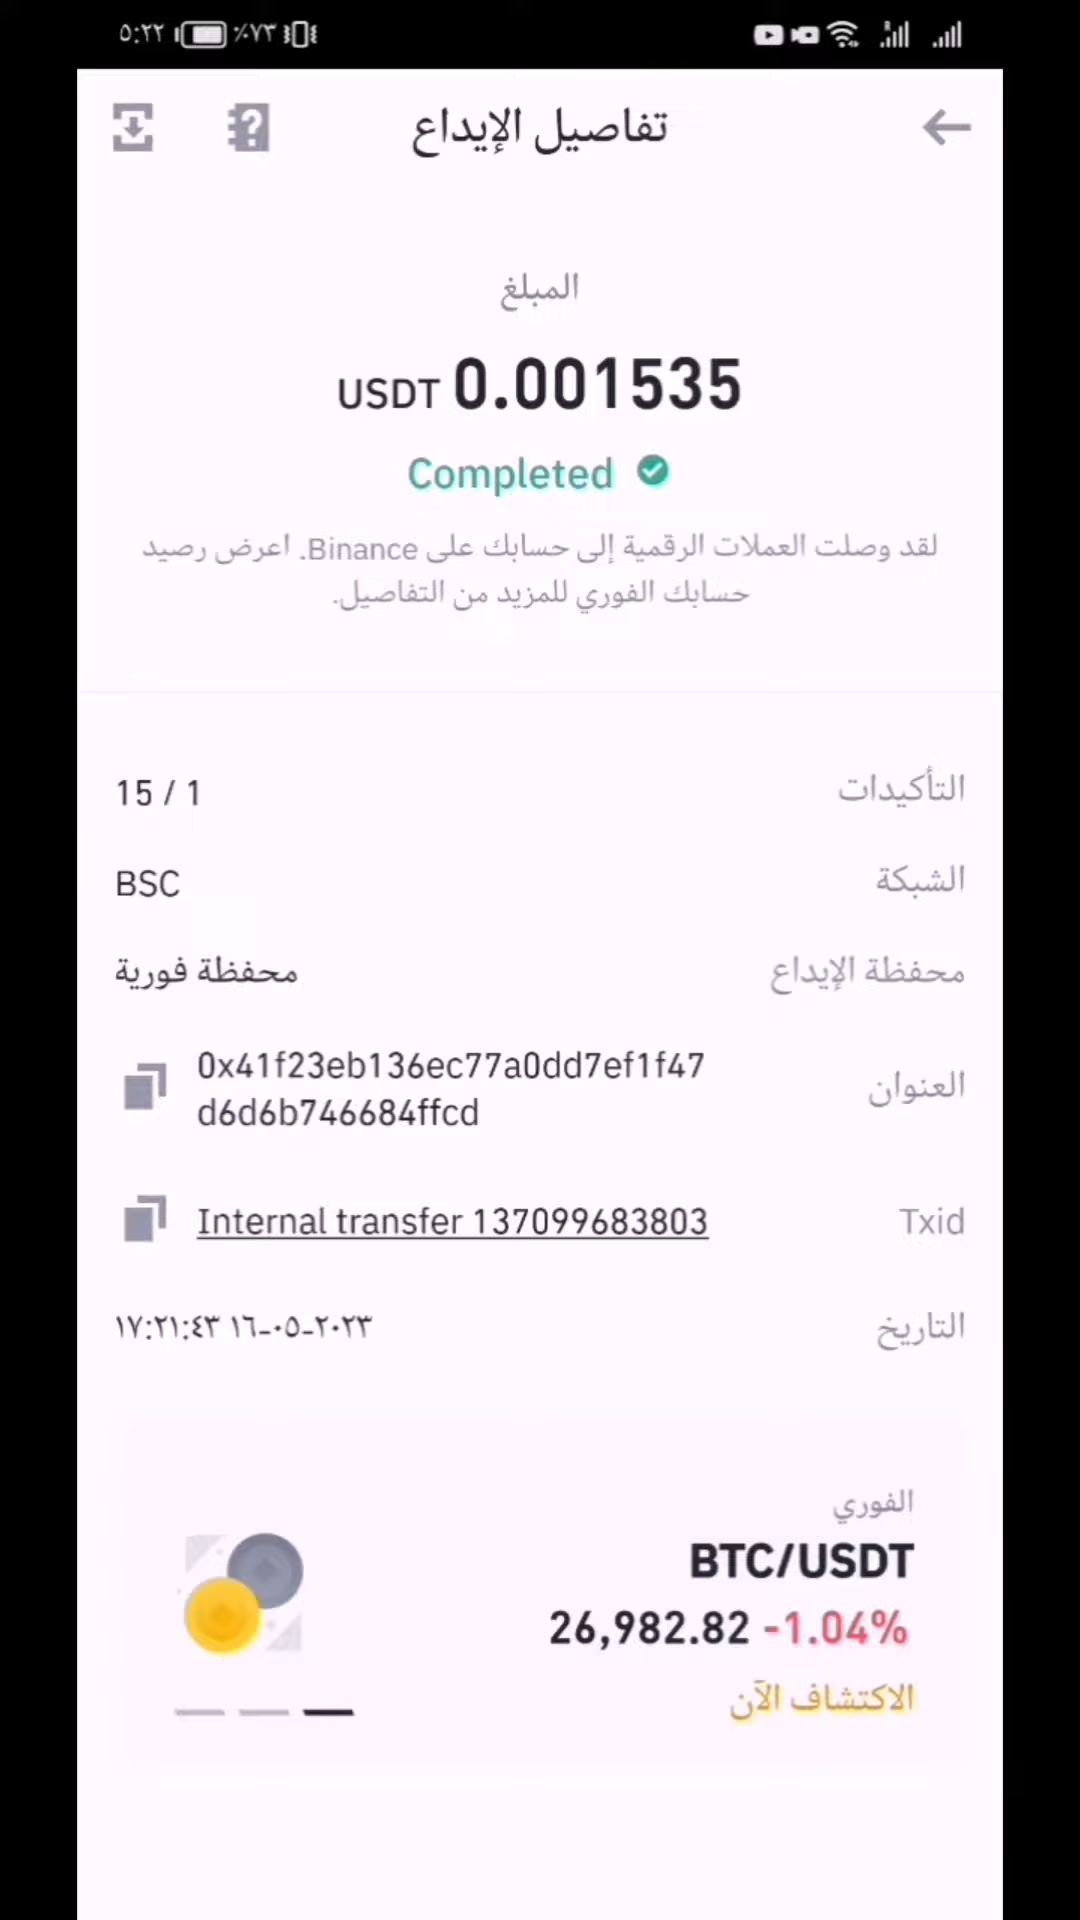 ٥:٢٢ ٪٧٣
تفاصيل الإيداع
المبلغ
USDT 0.001535
Completed
لقد وصلت العملات الرقمية إلى حسابك على Binance. اعرض رصيد
حسابك الفوري للمزيد من التفاصيل.
التأكيدات 15 / 1
الشبكة BSC
محفظة الإيداع محفظة فورية
العنوان 0x41f23eb136ec77a0dd7ef1f47
d6d6b746684ffcd
Txid Internal transfer 137099683803
التاريخ ٢٠٢٣-٠٥-١٦ ١٧:٢١:٤٣
الفوري
BTC/USDT
26,982.82 -1.04%
الاكتشاف الآن